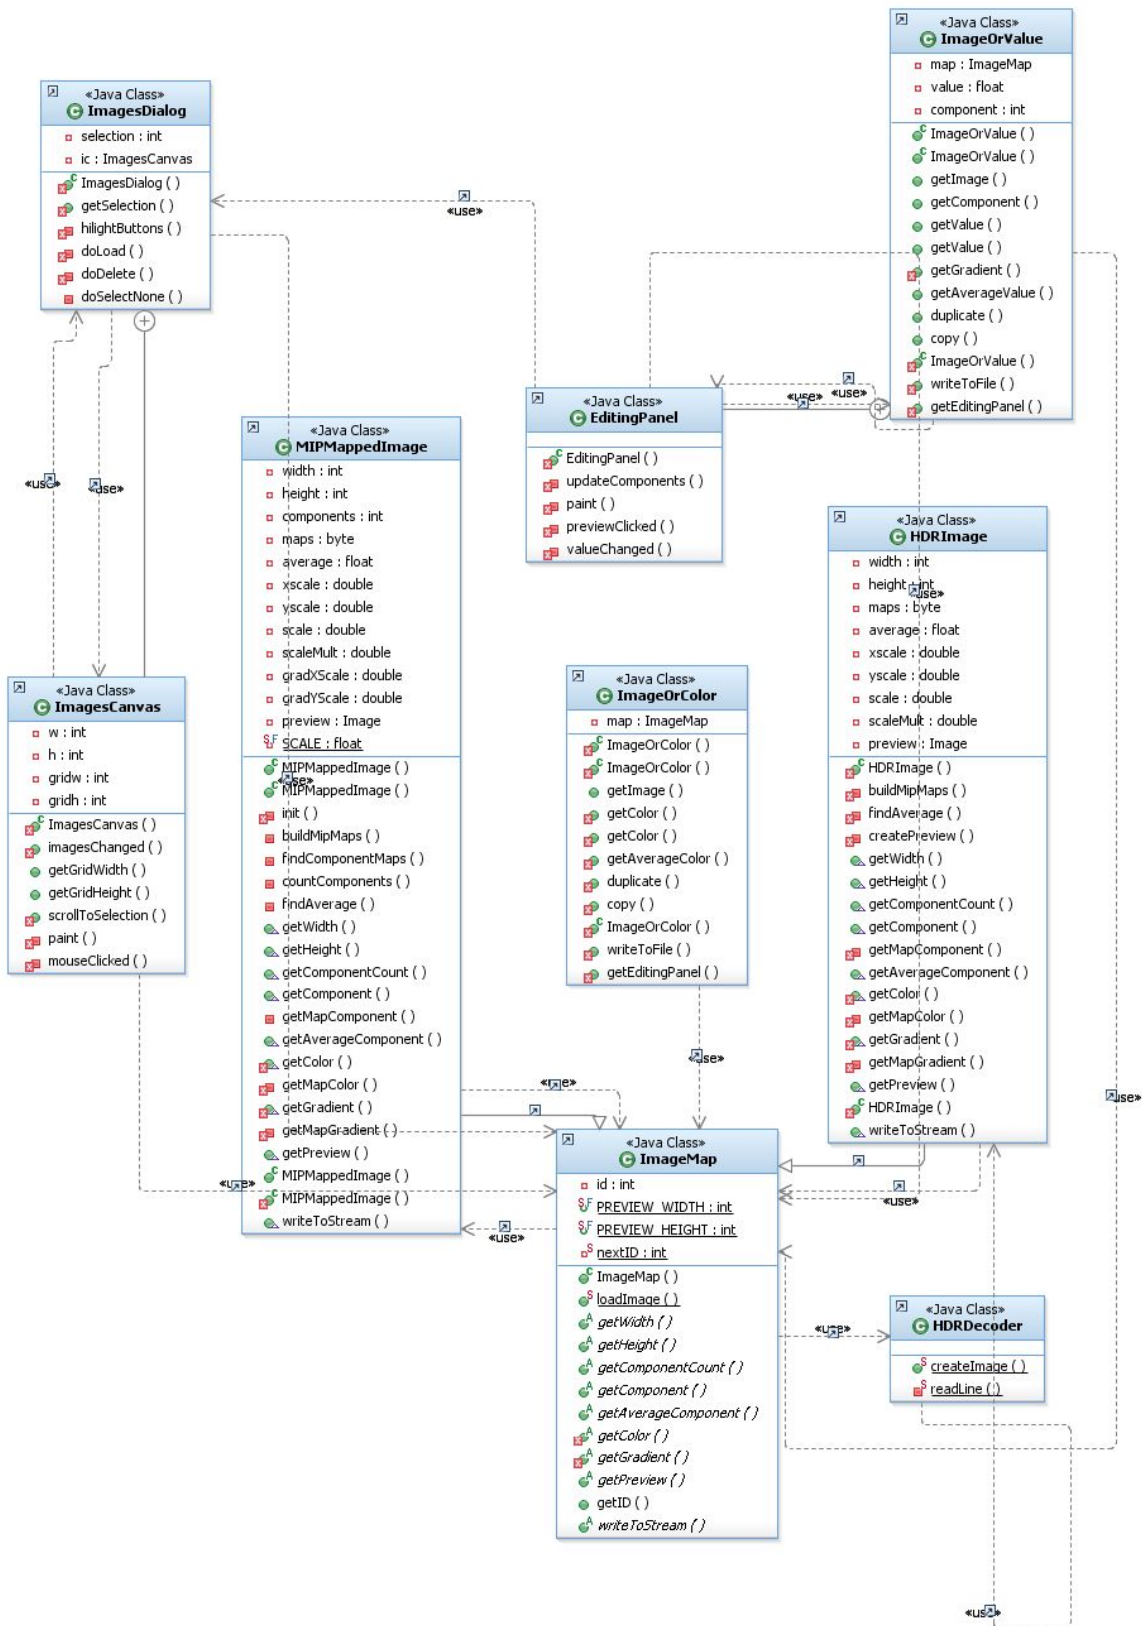 «Java Class»
ImageOrValue
map : ImageMap
value : float
component : int
ImageOrValue ( )
ImageOrValue ( )
getImage ( )
getComponent ( )
getValue ( )
getValue ( )
getGradient ( )
getAverageValue ( )
duplicate ( )
copy ( )
ImageOrValue ( )
writeToFile ( )
getEditingPanel ( )
«Java Class»
ImagesDialog
selection : int
ic : ImagesCanvas
ImagesDialog ( )
getSelection ( )
hilightButtons ( )
doLoad ( )
doDelete ( )
doSelectNone ( )
«use»
«use»
«use»
«Java Class»
EditingPanel
EditingPanel ( )
updateComponents ( )
paint ( )
previewClicked ( )
valueChanged ( )
«Java Class»
MIPMappedImage
width : int
height : int
components : int
maps : byte
average : float
xscale : double
yscale : double
scale : double
scaleMult : double
gradXScale : double
gradYScale : double
preview : Image
SCALE : float
MIPMappedImage ( )
MIPMappedImage ( )
init ( )
buildMipMaps ( )
findComponentMaps ( )
countComponents ( )
findAverage ( )
getWidth ( )
getHeight ( )
getComponentCount ( )
getComponent ( )
getMapComponent ( )
getAverageComponent ( )
getColor ( )
getMapColor ( )
getGradient ( )
getMapGradient ( )
getPreview ( )
MIPMappedImage ( )
MIPMappedImage ( )
writeToStream ( )
«use»
«use»
«use»
«Java Class»
HDRImage
width : int
height : int
maps : byte
average : float
xscale : double
yscale : double
scale : double
scaleMult : double
preview : Image
HDRImage ( )
buildMipMaps ( )
findAverage ( )
createPreview ( )
getWidth ( )
getHeight ( )
getComponentCount ( )
getComponent ( )
getMapComponent ( )
getAverageComponent ( )
getColor ( )
getMapColor ( )
getGradient ( )
getMapGradient ( )
getPreview ( )
HDRImage ( )
writeToStream ( )
«use»
«Java Class»
ImagesCanvas
w : int
h : int
gridw : int
gridh : int
ImagesCanvas ( )
imagesChanged ( )
getGridWidth ( )
getGridHeight ( )
scrollToSelection ( )
paint ( )
mouseClicked ( )
«Java Class»
ImageOrColor
map : ImageMap
ImageOrColor ( )
ImageOrColor ( )
getImage ( )
getColor ( )
getColor ( )
getAverageColor ( )
duplicate ( )
copy ( )
ImageOrColor ( )
writeToFile ( )
getEditingPanel ( )
«use»
«use»
«use»
«use»
«use»
«use»
«Java Class»
ImageMap
id : int
PREVIEW_WIDTH : int
PREVIEW_HEIGHT : int
nextID : int
ImageMap ( )
loadImage ( )
getWidth ( )
getHeight ( )
getComponentCount ( )
getComponent ( )
getAverageComponent ( )
getColor ( )
getGradient ( )
getPreview ( )
getID ( )
writeToStream ( )
«use»
«Java Class»
HDRDecoder
createImage ( )
readLine ( )
«use»